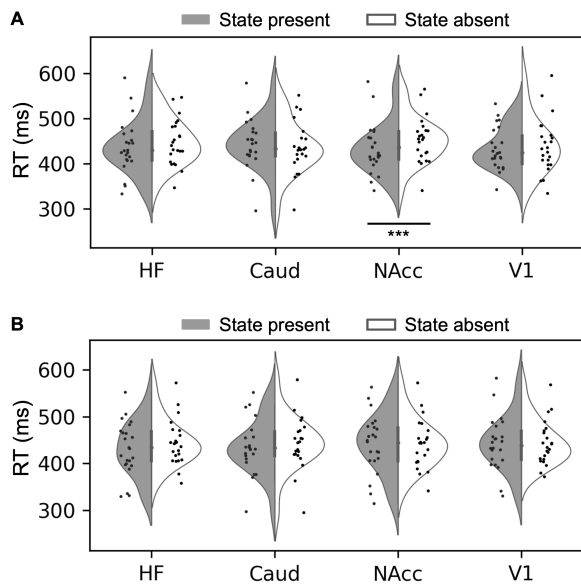 A
State present State absent
RT (ms)
600
500
400
300
***
HF Caud NAcc V1
B
State present State absent
RT (ms)
600
500
400
300
HF Caud NAcc V1